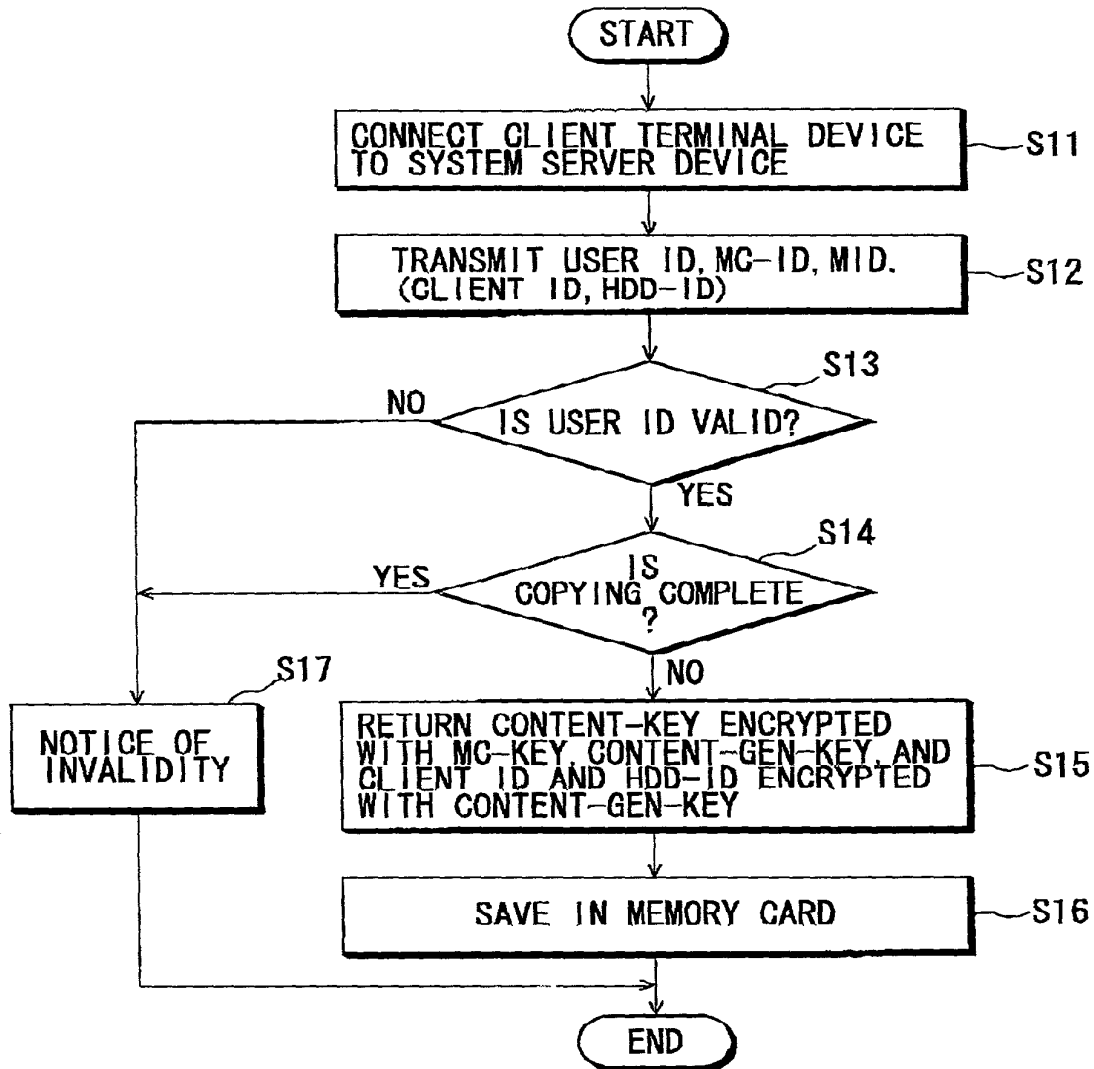 START
CONNECT CLIENT TERMINAL DEVICE
TO SYSTEM SERVER DEVICE
S11
TRANSMIT USER ID, MC-ID, MID.
(CLIENT ID, HDD-ID)
S12
S13
NO
IS USER ID VALID?
YES
S14
YES
IS
COPYING COMPLETE
?
NO
S17
NOTICE OF
INVALIDITY
RETURN CONTENT-KEY ENCRYPTED
WITH MC-KEY, CONTENT-GEN-KEY, AND
CLIENT ID AND HDD-ID ENCRYPTED
WITH CONTENT-GEN-KEY
S15
SAVE IN MEMORY CARD
S16
END